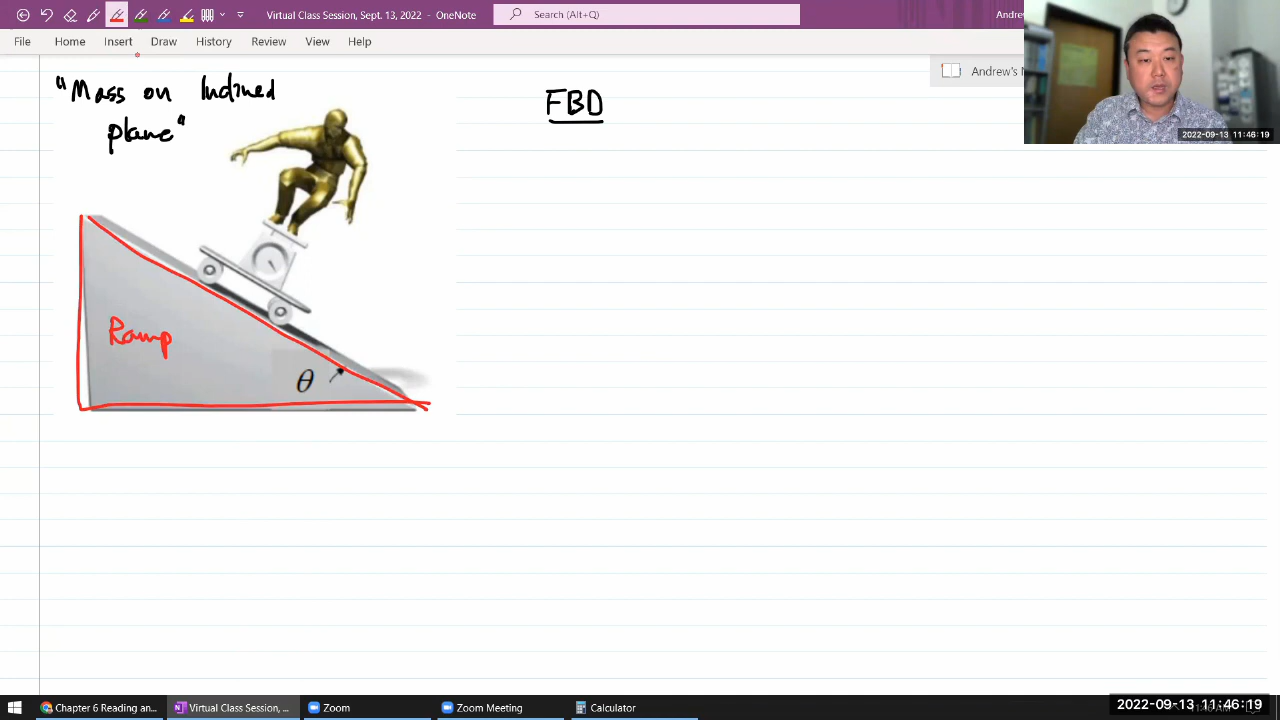 Virtual Class Session, Sept. 13, 2022 - OneNote
Search (Alt+Q)
Andrew
File Home Insert Draw History Review View Help
Andrew's N
"Mass on Inclined
plane"
FBD
Ramp
θ
2022-09-13 11:46:19
Chapter 6 Reading an...
Virtual Class Session, ...
Zoom
Zoom Meeting
Calculator
2022-09-13 11:46:19